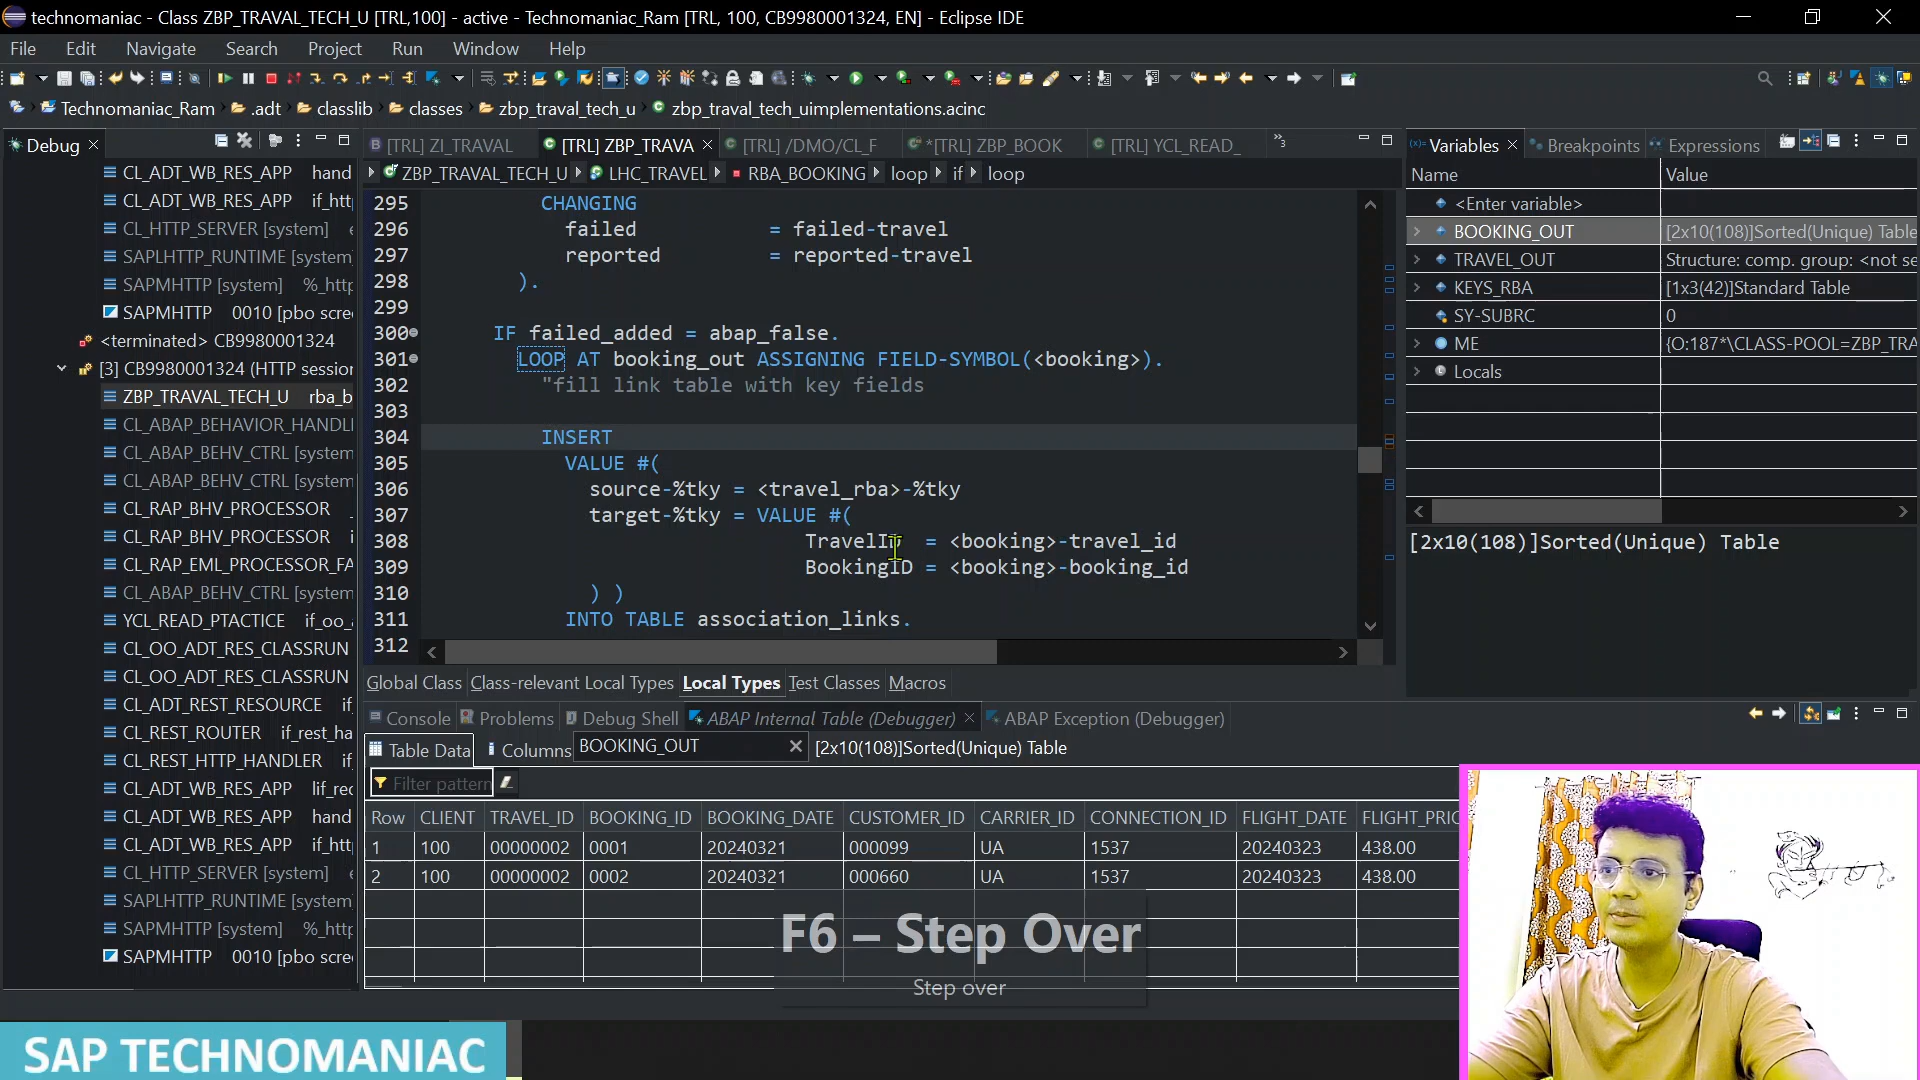 technomaniac - Class ZBP_TRAVAL_TECH_U [TRL,100] - active - Technomaniac_Ram [TRL, 100, CB9980001324, EN] - Eclipse IDE
File Edit Navigate Search Project Run Window Help
Technomaniac_Ram .adt classlib classes zbp_traval_tech_u zbp_traval_tech_uimplementations.acinc
Debug
CL_ADT_WB_RES_APP hand
CL_ADT_WB_RES_APP if_htt
CL_HTTP_SERVER [system]
SAPLHTTP_RUNTIME [system
SAPMHTTP [system] %_http
SAPMHTTP 0010 [pbo scre
<terminated> CB9980001324
[3] CB9980001324 (HTTP sessior
ZBP_TRAVAL_TECH_U rba_b
CL_ABAP_BEHAVIOR_HANDLI
CL_ABAP_BEHV_CTRL [system
CL_ABAP_BEHV_CTRL [system
CL_RAP_BHV_PROCESSOR
CL_RAP_BHV_PROCESSOR
CL_RAP_EML_PROCESSOR_FA
CL_ABAP_BEHV_CTRL [system
YCL_READ_PTACTICE if_oo_
CL_OO_ADT_RES_CLASSRUN
CL_OO_ADT_RES_CLASSRUN
CL_ADT_REST_RESOURCE if_
CL_REST_ROUTER if_rest_ha
CL_REST_HTTP_HANDLER if_
CL_ADT_WB_RES_APP lif_rec
CL_ADT_WB_RES_APP hand
CL_ADT_WB_RES_APP if_htt
CL_HTTP_SERVER [system]
SAPLHTTP_RUNTIME [system
SAPMHTTP [system] %_http
SAPMHTTP 0010 [pbo scre
[TRL] ZI_TRAVAL [TRL] ZBP_TRAVA [TRL] /DMO/CL_F *[TRL] ZBP_BOOK [TRL] YCL_READ_
ZBP_TRAVAL_TECH_U LHC_TRAVEL RBA_BOOKING loop if loop
295 CHANGING
296 failed = failed-travel
297 reported = reported-travel
298 ).
299
300 IF failed_added = abap_false.
301 LOOP AT booking_out ASSIGNING FIELD-SYMBOL(<booking>).
302 "fill link table with key fields
303
304 INSERT
305 VALUE #(
306 source-%tky = <travel_rba>-%tky
307 target-%tky = VALUE #(
308 TravelID = <booking>-travel_id
309 BookingID = <booking>-booking_id
310 ) )
311 INTO TABLE association_links.
312
Global Class Class-relevant Local Types Local Types Test Classes Macros
Variables Breakpoints Expressions
Name Value
<Enter variable>
BOOKING_OUT [2x10(108)]Sorted(Unique) Table
TRAVEL_OUT Structure: comp. group: <not se
KEYS_RBA [1x3(42)]Standard Table
SY-SUBRC 0
ME {O:187*\CLASS-POOL=ZBP_TRA
Locals
[2x10(108)]Sorted(Unique) Table
Console Problems Debug Shell ABAP Internal Table (Debugger) ABAP Exception (Debugger)
Table Data Columns BOOKING_OUT [2x10(108)]Sorted(Unique) Table
Filter pattern
Row CLIENT TRAVEL_ID BOOKING_ID BOOKING_DATE CUSTOMER_ID CARRIER_ID CONNECTION_ID FLIGHT_DATE FLIGHT_PRIC
1 100 00000002 0001 20240321 000099 UA 1537 20240323 438.00
2 100 00000002 0002 20240321 000660 UA 1537 20240323 438.00
F6 – Step Over
Step over
SAP TECHNOMANIAC